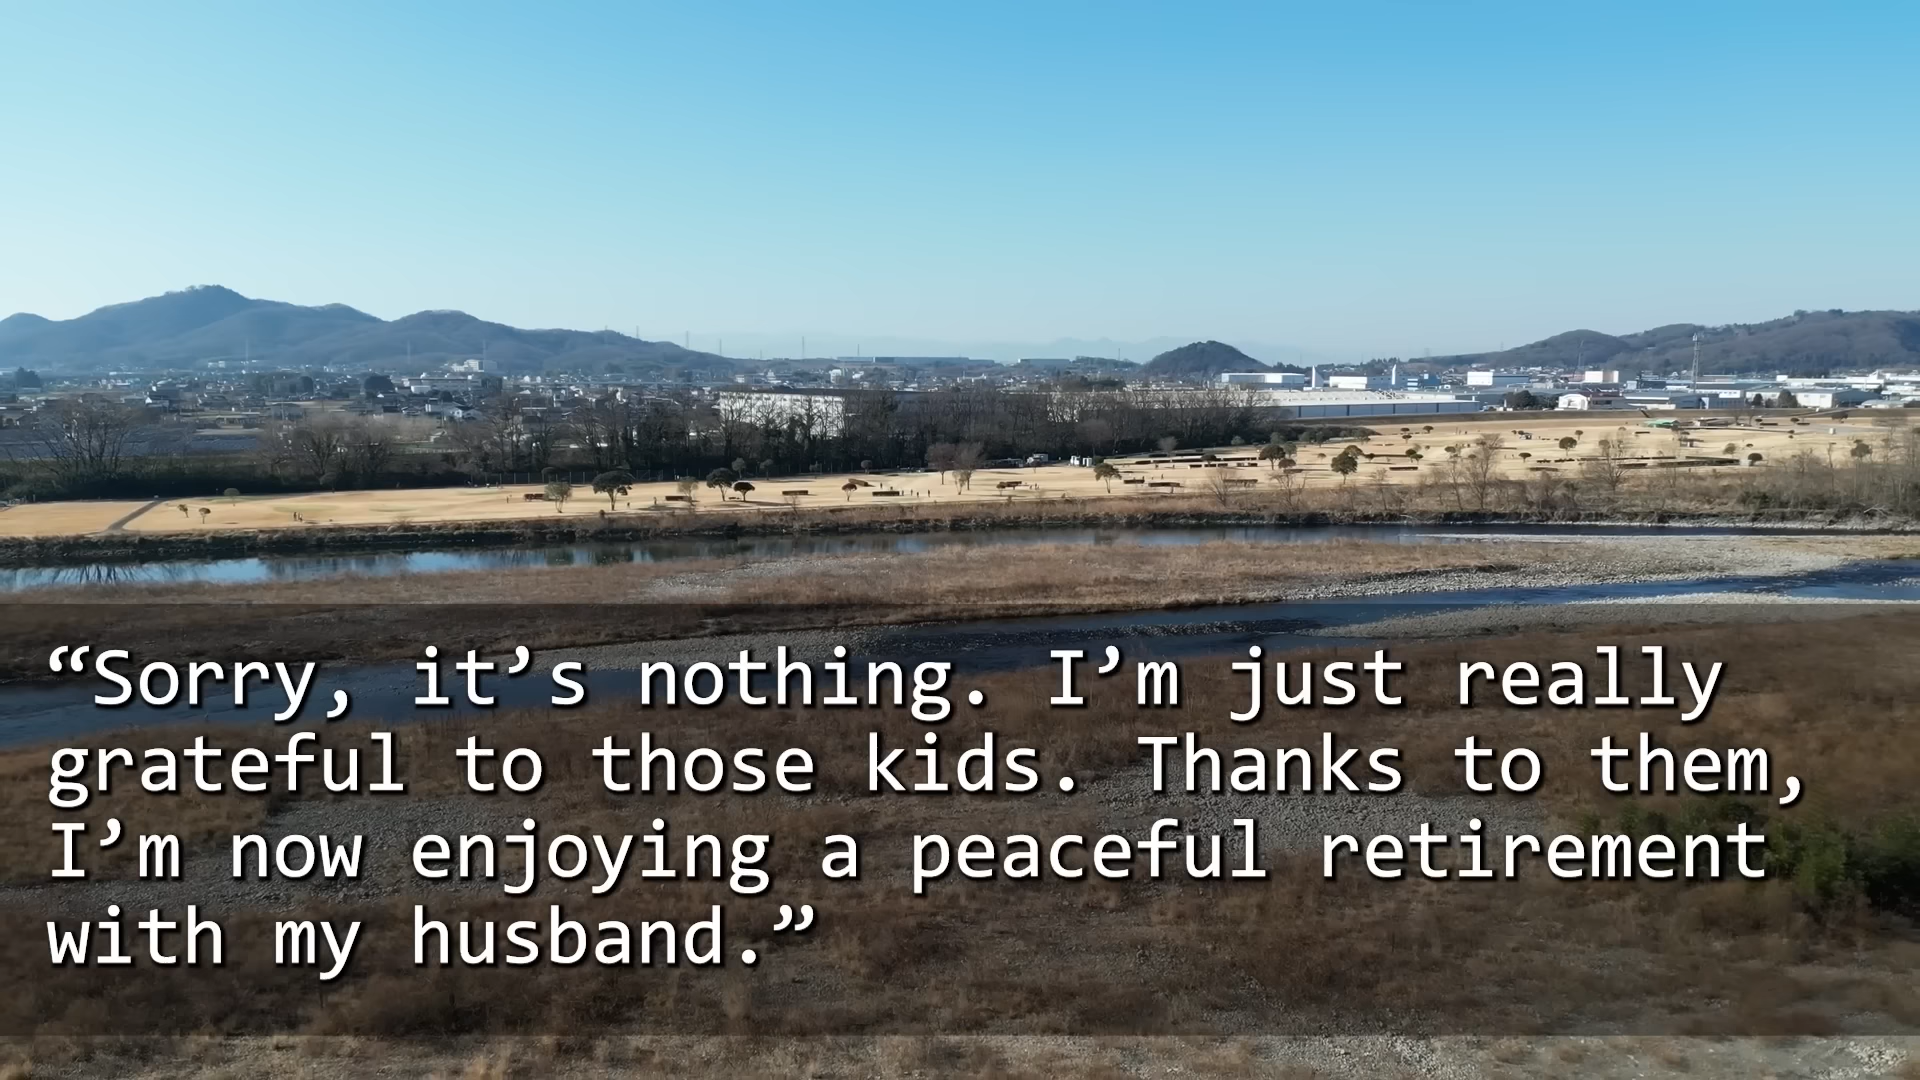 “Sorry, it’s nothing. I’m just really
grateful to those kids. Thanks to them,
I’m now enjoying a peaceful retirement
with my husband.”